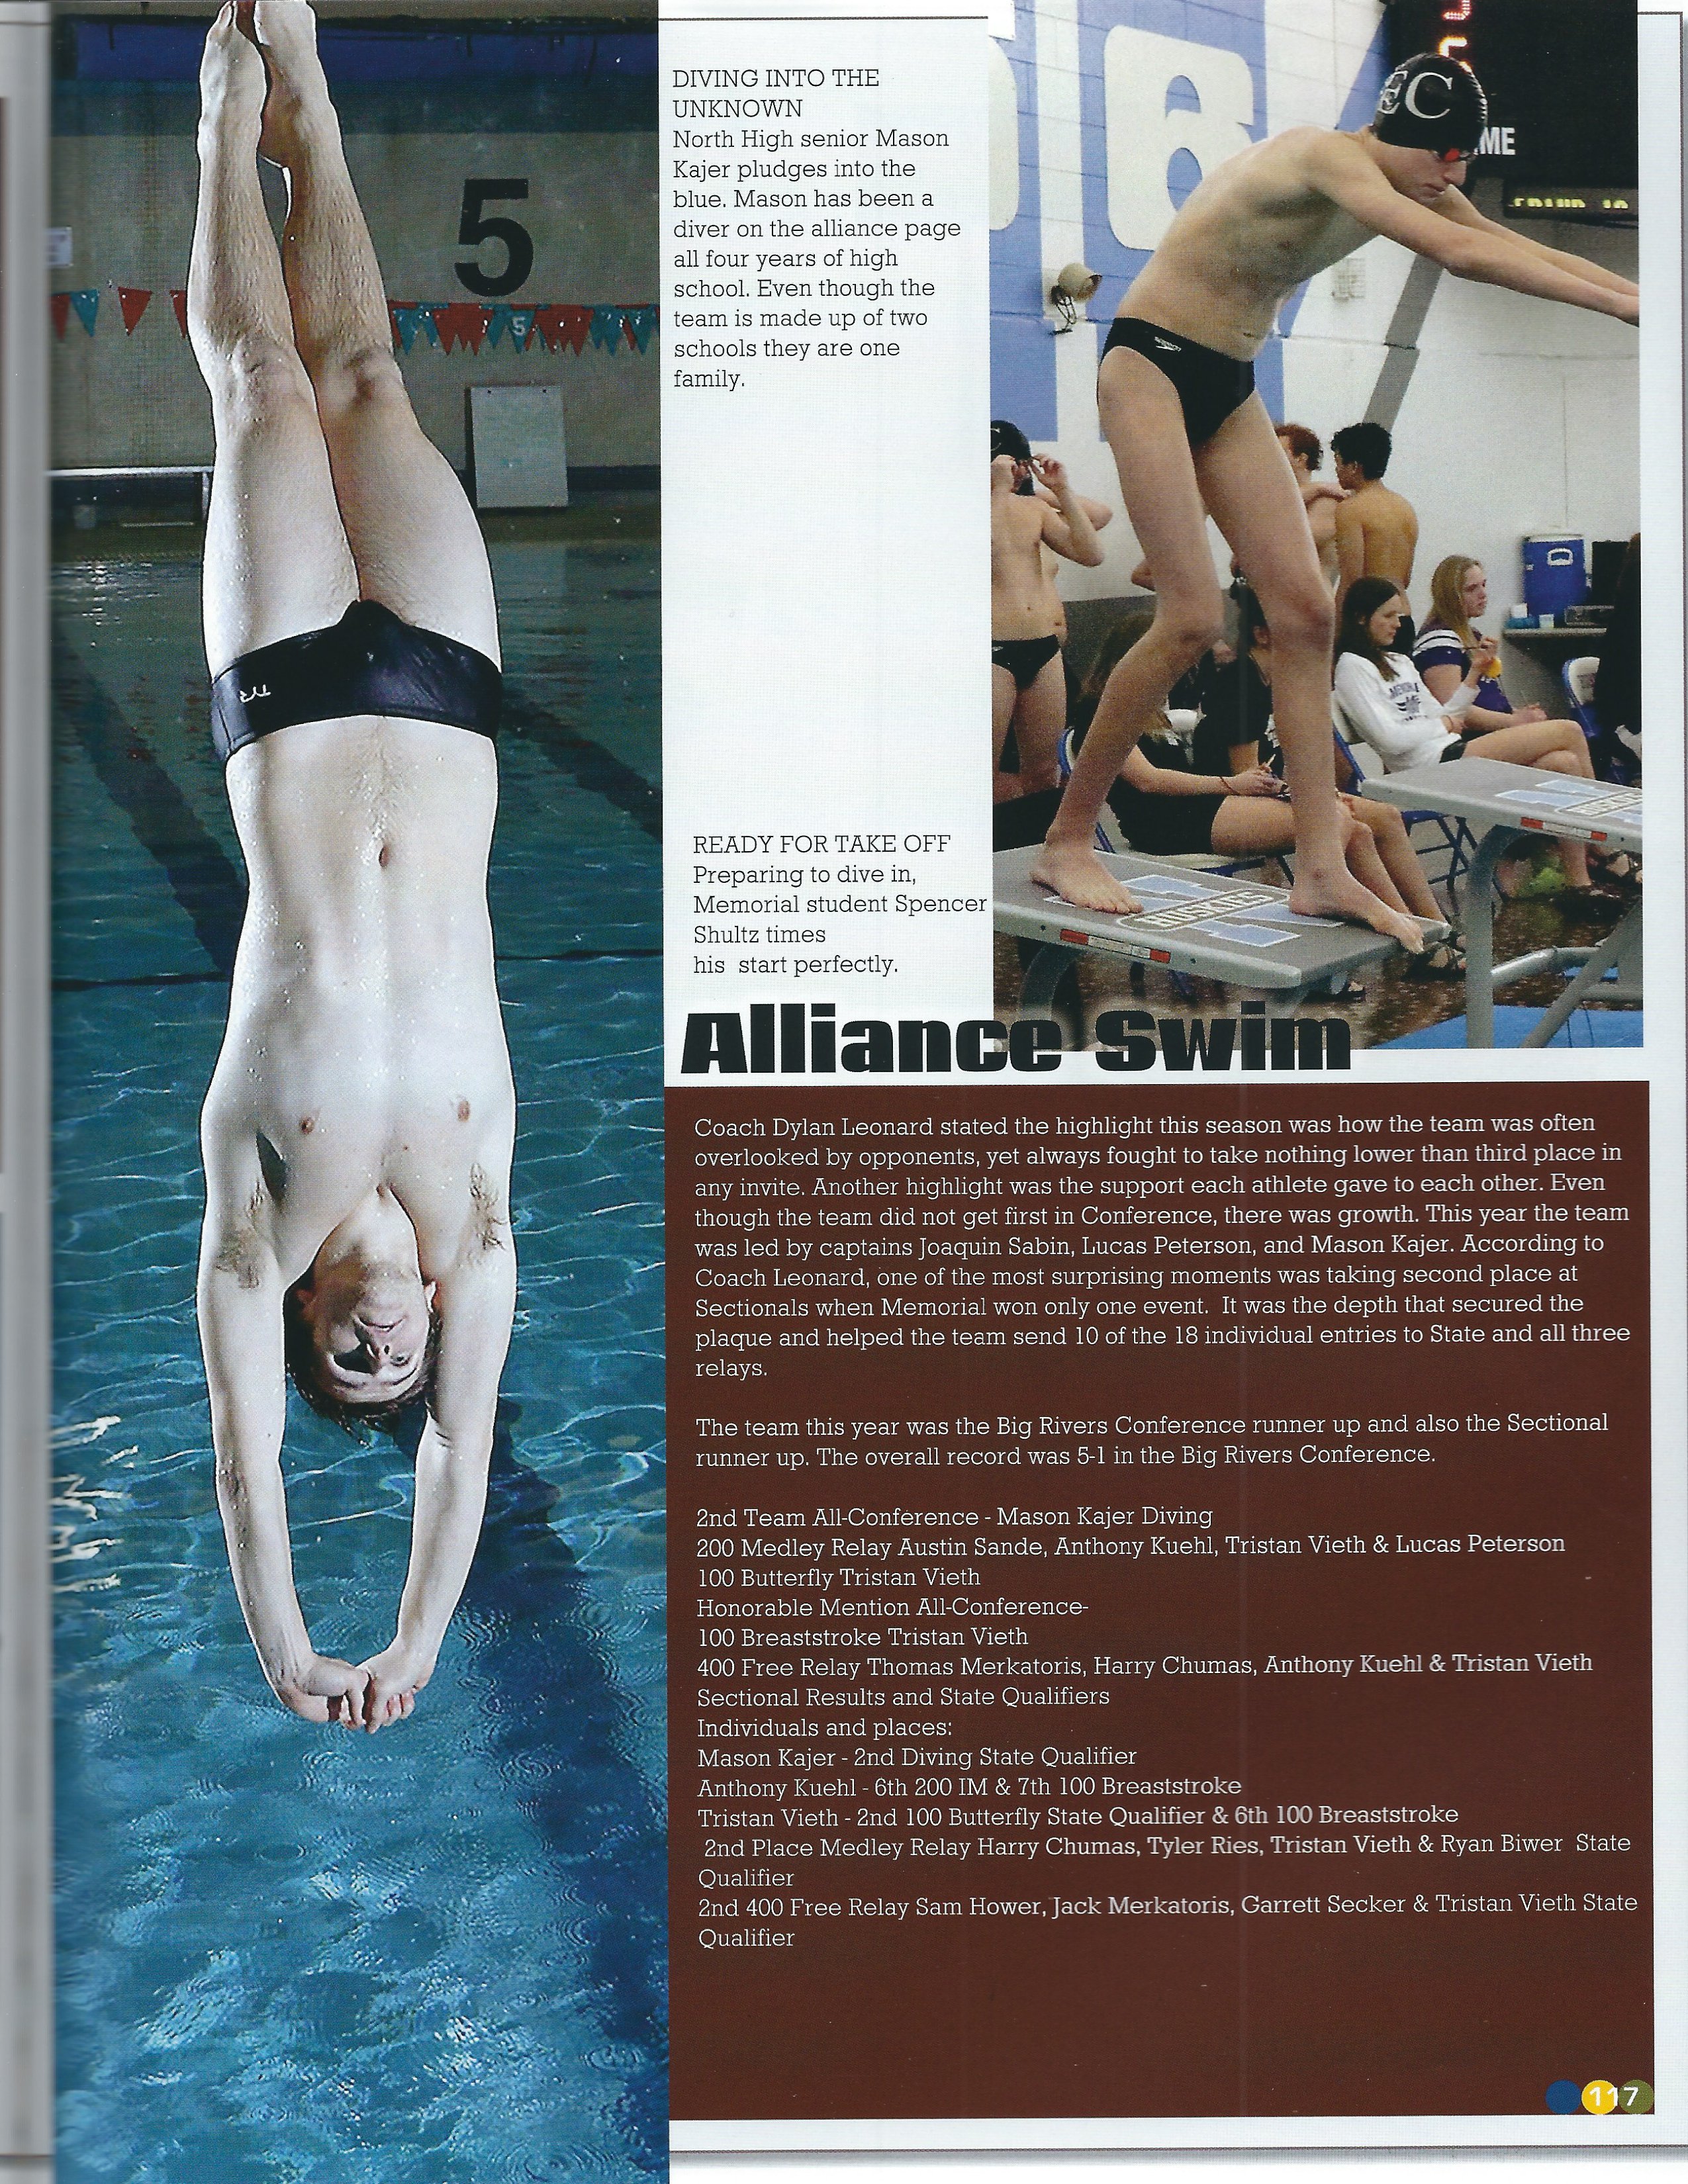 5
5
TYR
DIVING INTO THE
UNKNOWN
North High senior Mason
Kajer pludges into the
blue. Mason has been a
diver on the alliance page
all four years of high
school. Even though the
team is made up of two
schools they are one
family.
EC
READY FOR TAKE OFF
Preparing to dive in,
Memorial student Spencer
Shultz times
his start perfectly.
HUSKIES
Alliance Swim
Coach Dylan Leonard stated the highlight this season was how the team was often
overlooked by opponents, yet always fought to take nothing lower than third place in
any invite. Another highlight was the support each athlete gave to each other. Even
though the team did not get first in Conference, there was growth. This year the team
was led by captains Joaquin Sabin, Lucas Peterson, and Mason Kajer. According to
Coach Leonard, one of the most surprising moments was taking second place at
Sectionals when Memorial won only one event. It was the depth that secured the
plaque and helped the team send 10 of the 18 individual entries to State and all three
relays.
The team this year was the Big Rivers Conference runner up and also the Sectional
runner up. The overall record was 5-1 in the Big Rivers Conference.
2nd Team All-Conference - Mason Kajer Diving
200 Medley Relay Austin Sande, Anthony Kuehl, Tristan Vieth & Lucas Peterson
100 Butterfly Tristan Vieth
Honorable Mention All-Conference-
100 Breaststroke Tristan Vieth
400 Free Relay Thomas Merkatoris, Harry Chumas, Anthony Kuehl & Tristan Vieth
Sectional Results and State Qualifiers
Individuals and places:
Mason Kajer - 2nd Diving State Qualifier
Anthony Kuehl - 6th 200 IM & 7th 100 Breaststroke
Tristan Vieth - 2nd 100 Butterfly State Qualifier & 6th 100 Breaststroke
2nd Place Medley Relay Harry Chumas, Tyler Ries, Tristan Vieth & Ryan Biwer State
Qualifier
2nd 400 Free Relay Sam Hower, Jack Merkatoris, Garrett Secker & Tristan Vieth State
Qualifier
117